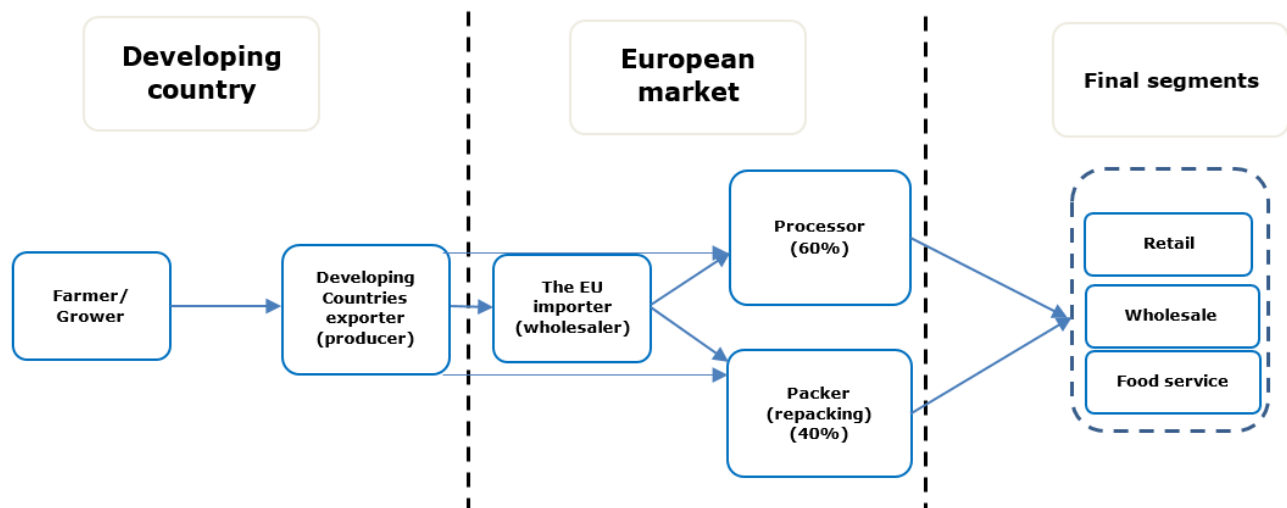 Developing
country
European
market
Final segments
Farmer/
Grower
Developing
Countries
exporter
(producer)
The EU
importer
(wholesaler)
Processor
(60%)
Packer
(repacking)
(40%)
Retail
Wholesale
Food service